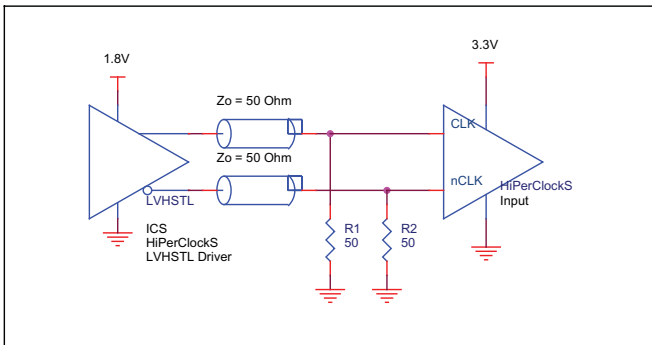 1.8V
3.3V
Zo = 50 Ohm
CLK
Zo = 50 Ohm
nCLK
HiPerClockS
Input
LVHSTL
ICS
HiPerClockS
LVHSTL Driver
R1
50
R2
50